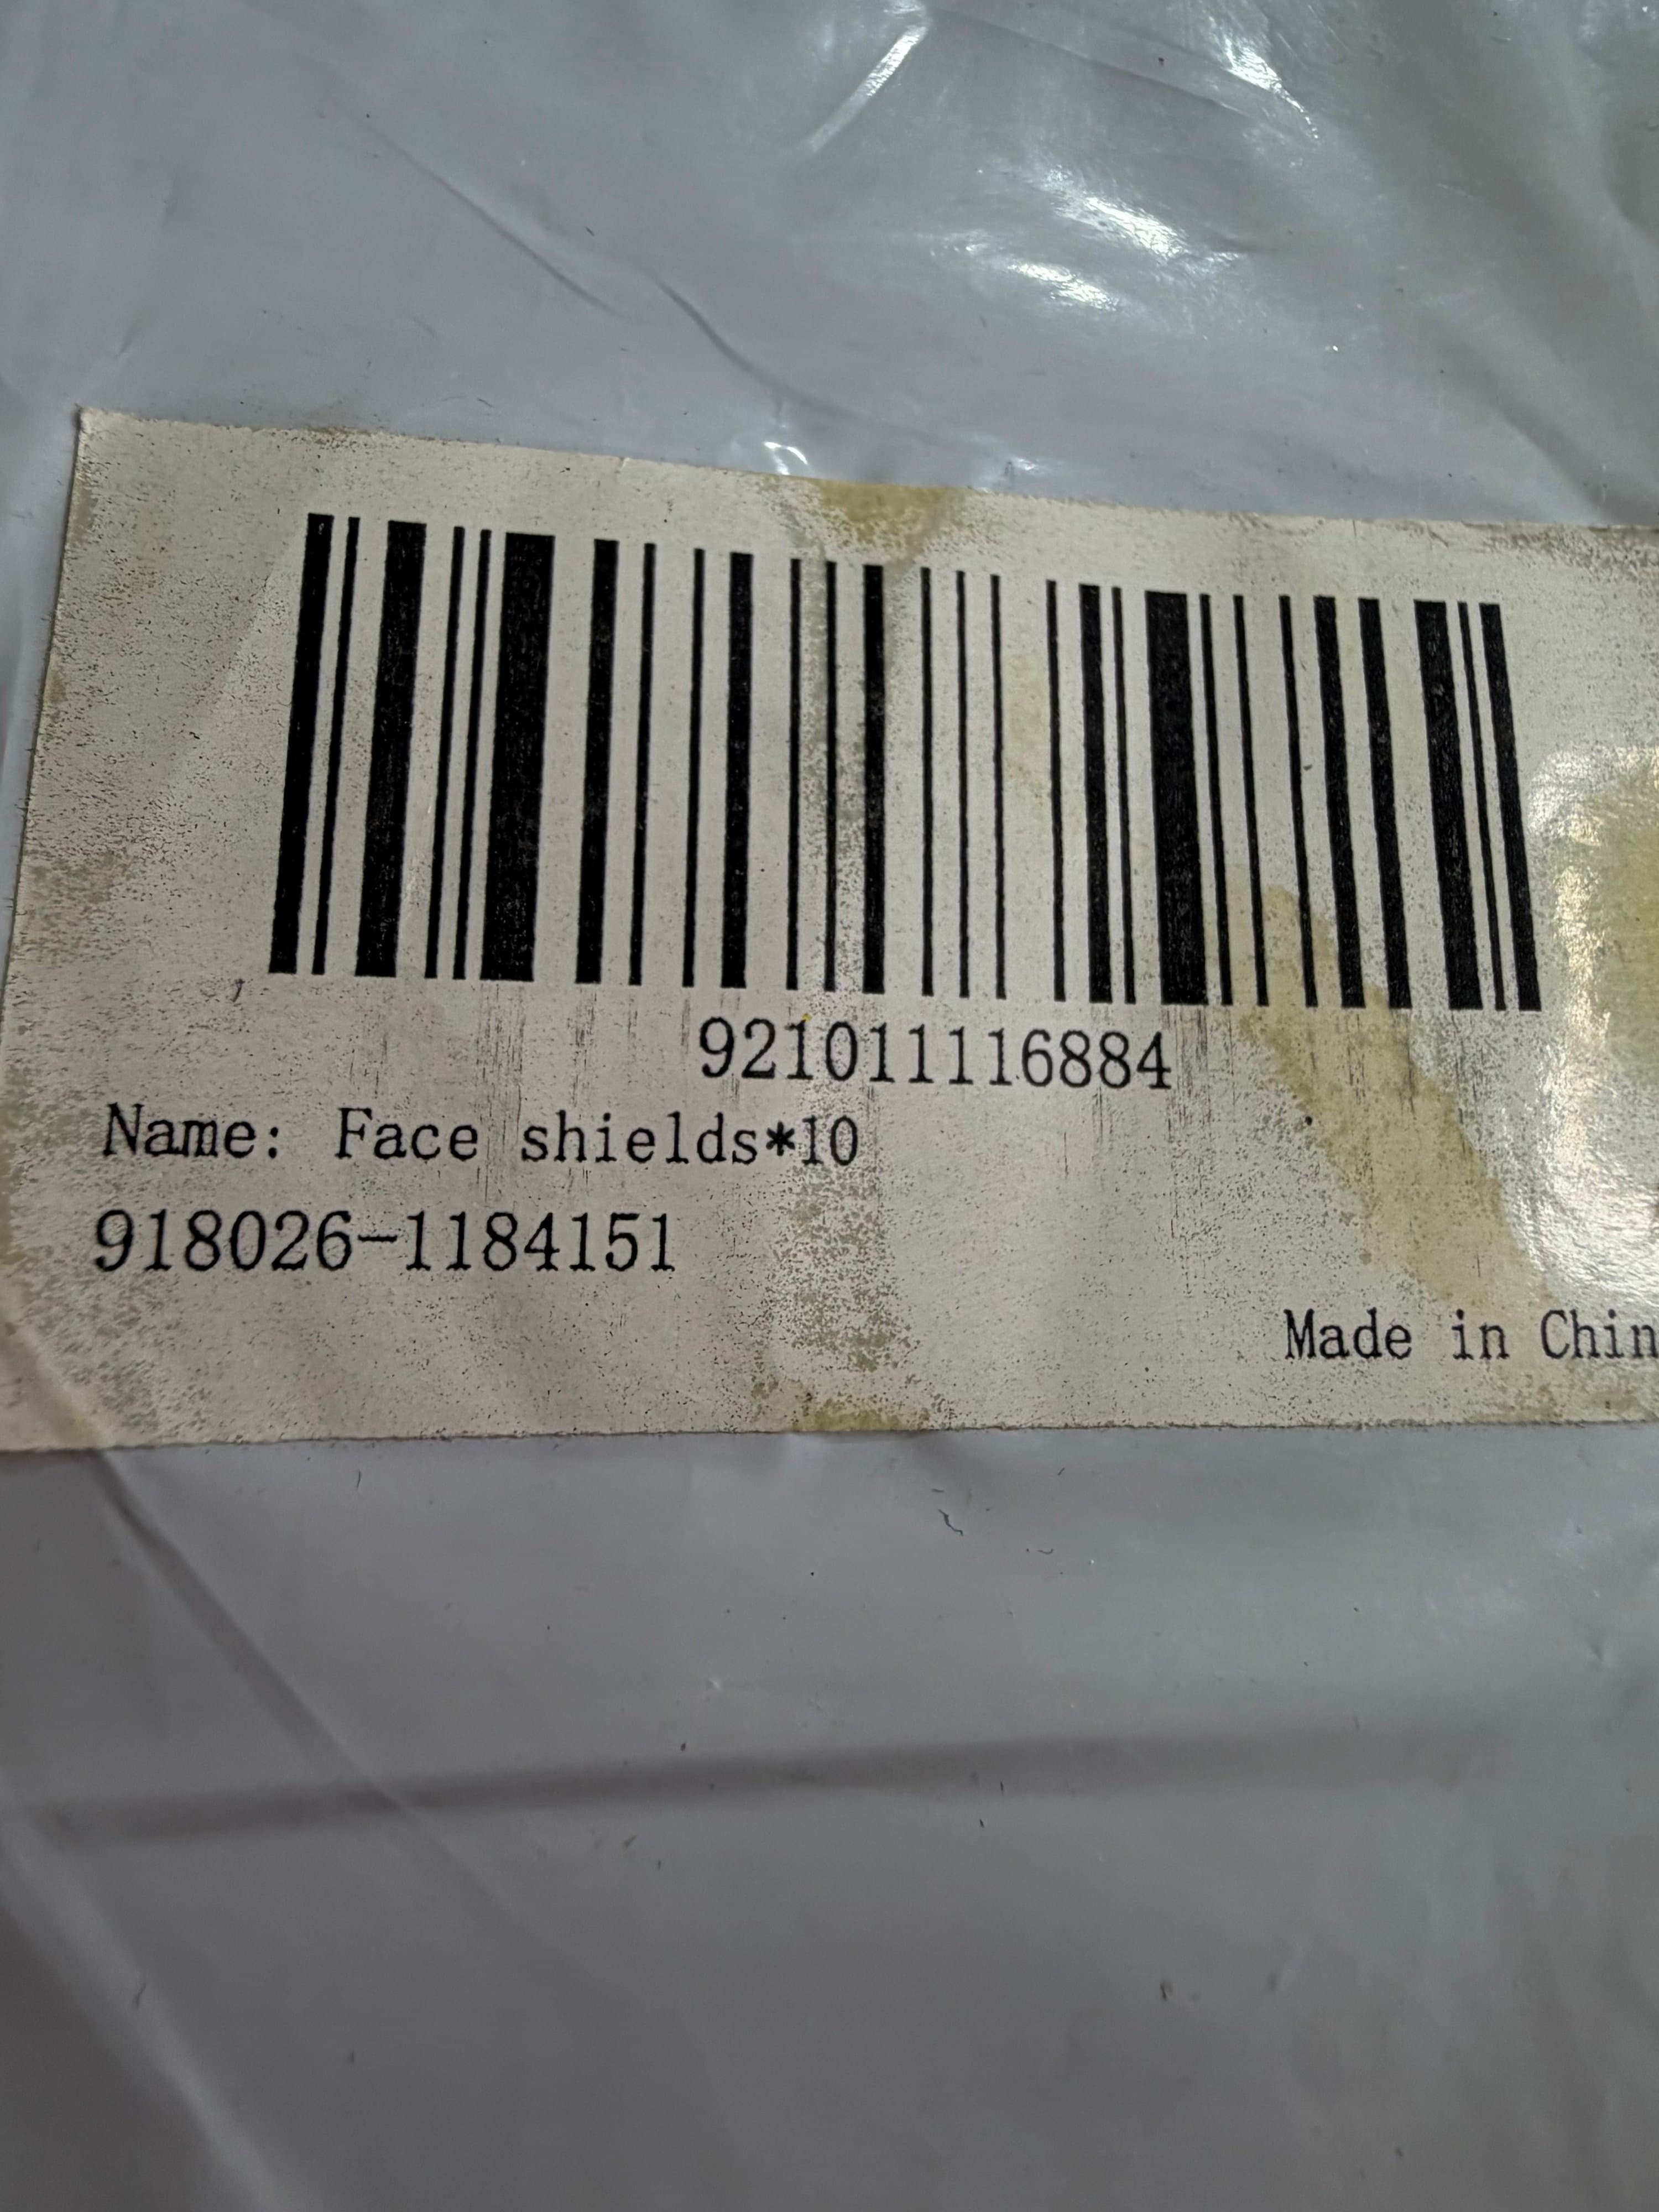 921011116884
Name: Face shields*10
918026-1184151
Made in Chin